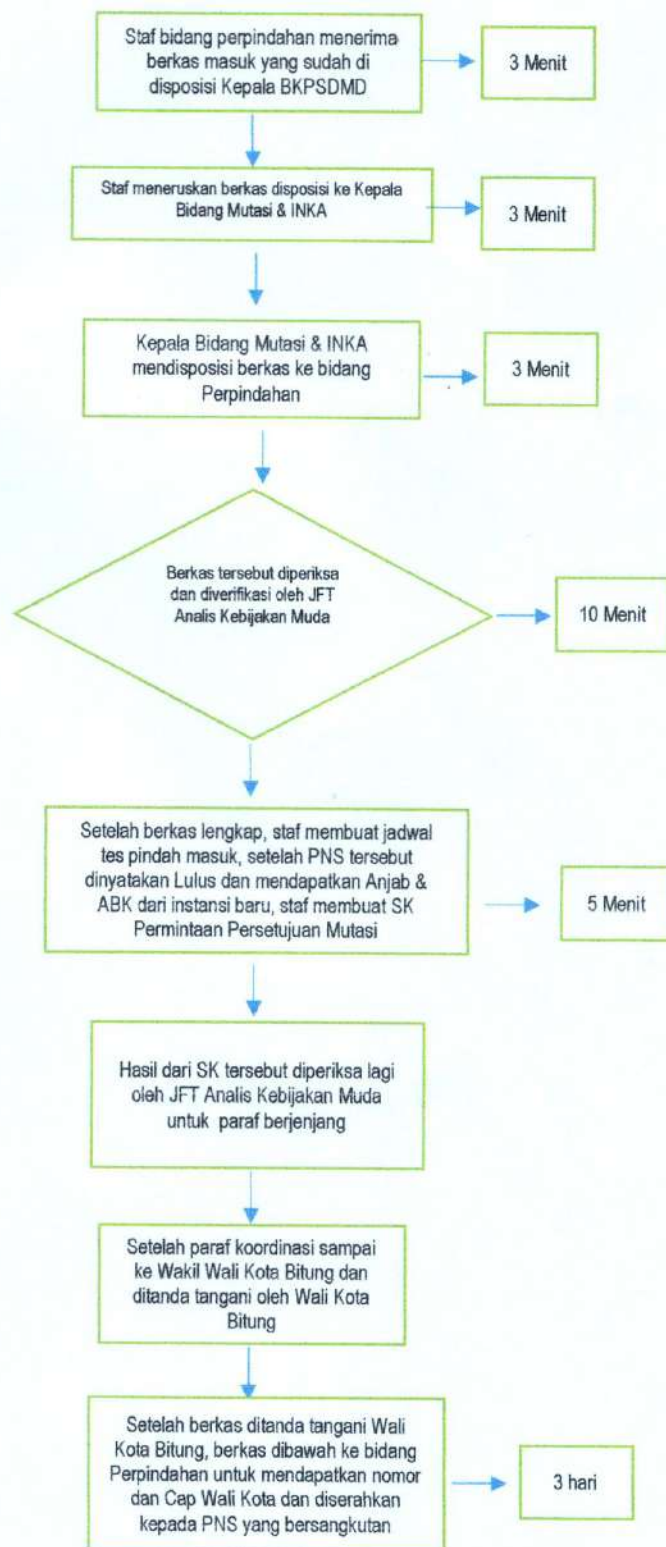 Staf bidang perpindahan menerima
berkas masuk yang sudah di
disposisi Kepala BKPSDMD
3 Menit
Staf meneruskan berkas disposisi ke Kepala
Bidang Mutasi & INKA
3 Menit
Kepala Bidang Mutasi & INKA
mendisposisi berkas ke bidang
Perpindahan
3 Menit
Berkas tersebut diperiksa
dan diverifikasi oleh JFT
Analis Kebijakan Muda
10 Menit
Setelah berkas lengkap, staf membuat jadwal
tes pindah masuk, setelah PNS tersebut
dinyatakan Lulus dan mendapatkan Anjab &
ABK dari instansi baru, staf membuat SK
Permintaan Persetujuan Mutasi
5 Menit
Hasil dari SK tersebut diperiksa lagi
oleh JFT Analis Kebijakan Muda
untuk paraf berjenjang
Setelah paraf koordinasi sampai
ke Wakil Wali Kota Bitung dan
ditanda tangani oleh Wali Kota
Bitung
Setelah berkas ditanda tangani Wali
Kota Bitung, berkas dibawah ke bidang
Perpindahan untuk mendapatkan nomor
dan Cap Wali Kota dan diserahkan
kepada PNS yang bersangkutan
3 hari